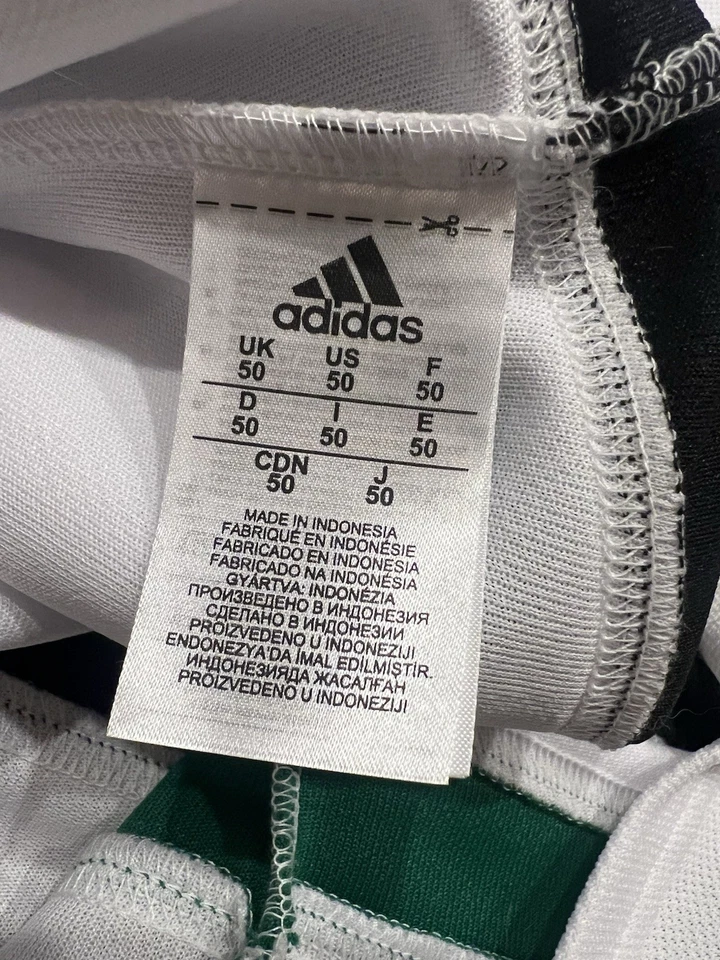 adidas
UK US F
50 50 50
D I E
50 50 50
CDN J
50 50
MADE IN INDONESIA
FABRIQUÉ EN INDONÉSIE
FABRICADO EN INDONESIA
FABRICADO NA INDONÉSIA
GYÁRTVA: INDONÉZIA
ПРОИЗВЕДЕНО В ИНДОНЕЗИЯ
СДЕЛАНО В ИНДОНЕЗИИ
PROIZVEDENO U INDONEZIJI
ENDONEZYA'DA İMAL EDİLMİŞTİR.
ИНДОНЕЗИЯДА ЖАСАЛҒАН
PROIZVEDENO U INDONEZIJI